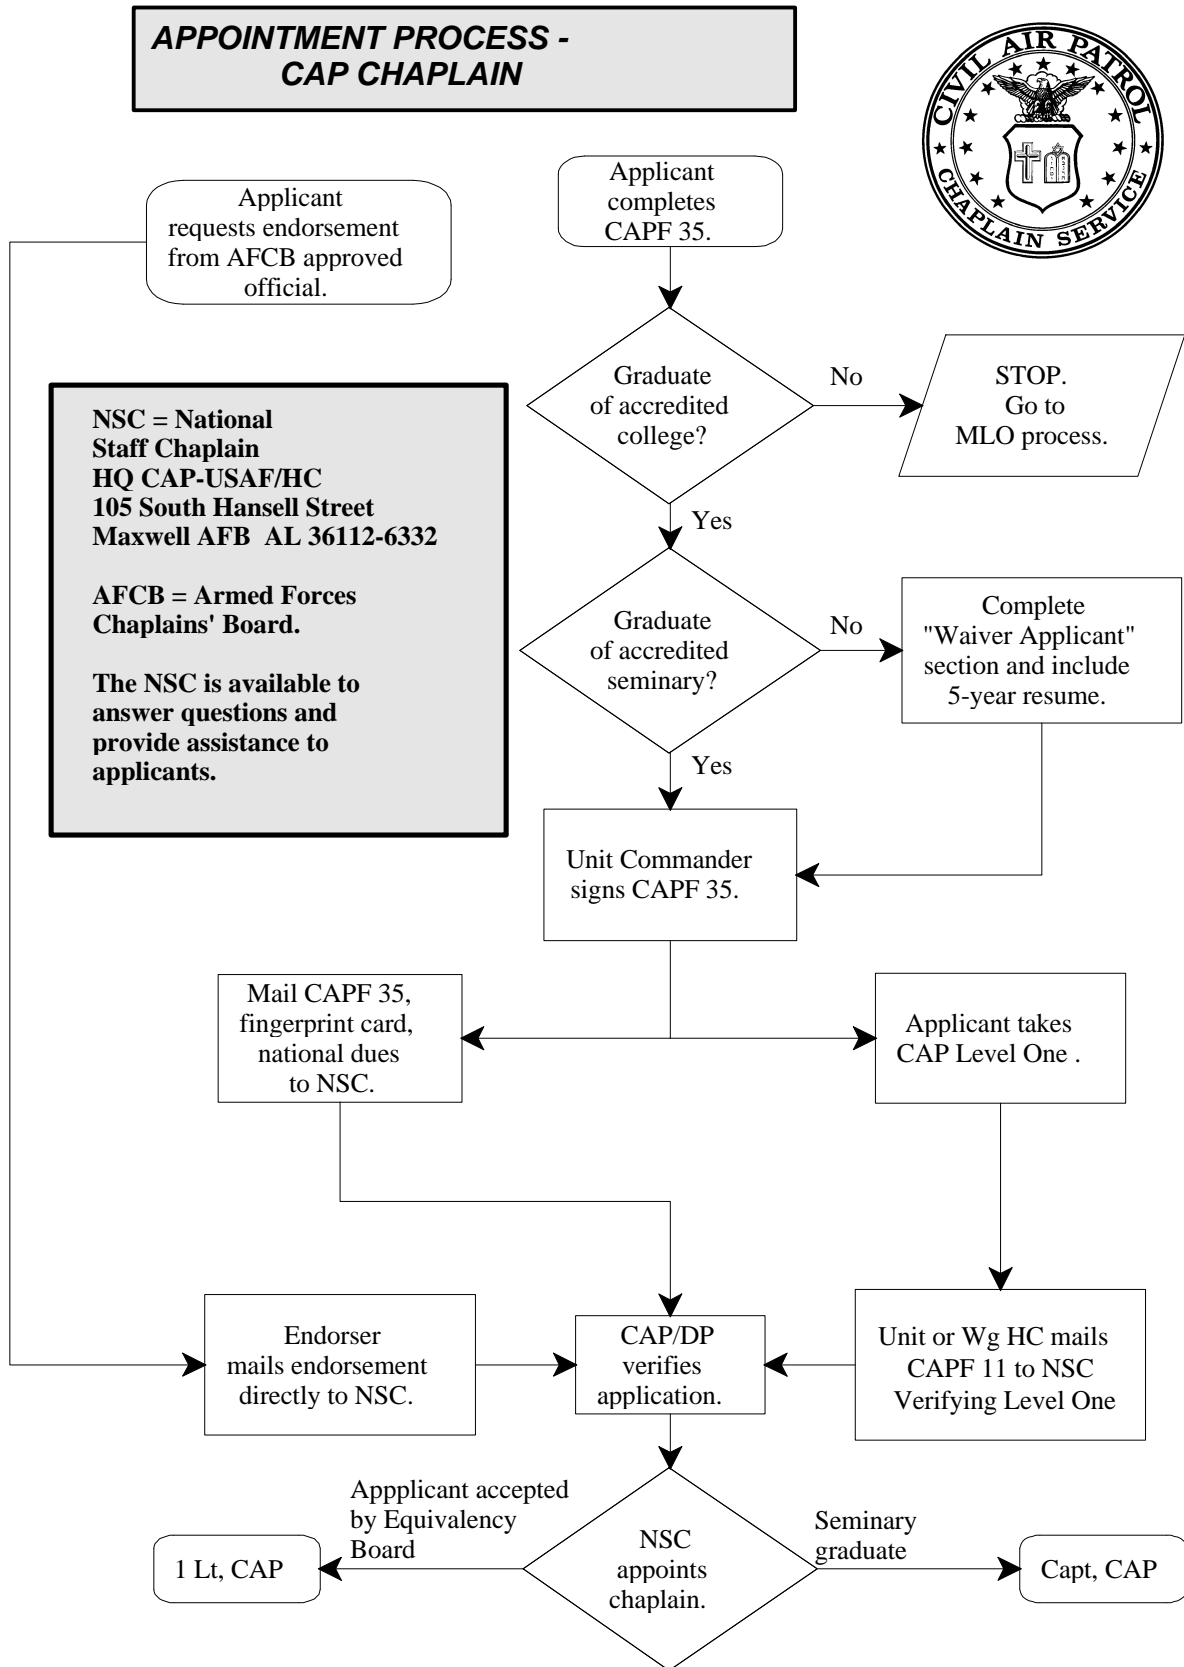 APPOINTMENT PROCESS -
CAP CHAPLAIN
CIVIL AIR PATROL
CHAPLAIN SERVICE
Applicant
completes
CAPF 35.
Applicant
requests endorsement
from AFCB approved
official.
Graduate
of accredited
college?
No
STOP.
Go to
MLO process.
NSC = National
Staff Chaplain
HQ CAP-USAF/HC
105 South Hansell Street
Maxwell AFB AL 36112-6332
AFCB = Armed Forces
Chaplains' Board.
The NSC is available to
answer questions and
provide assistance to
applicants.
Yes
Graduate
of accredited
seminary?
No
Complete
"Waiver Applicant"
section and include
5-year resume.
Yes
Unit Commander
signs CAPF 35.
Mail CAPF 35,
fingerprint card,
national dues
to NSC.
Applicant takes
CAP Level One .
Endorser
mails endorsement
directly to NSC.
CAP/DP
verifies
application.
Unit or Wg HC mails
CAPF 11 to NSC
Verifying Level One
Appplicant accepted
by Equivalency
Board
NSC
appoints
chaplain.
Seminary
graduate
1 Lt, CAP
Capt, CAP